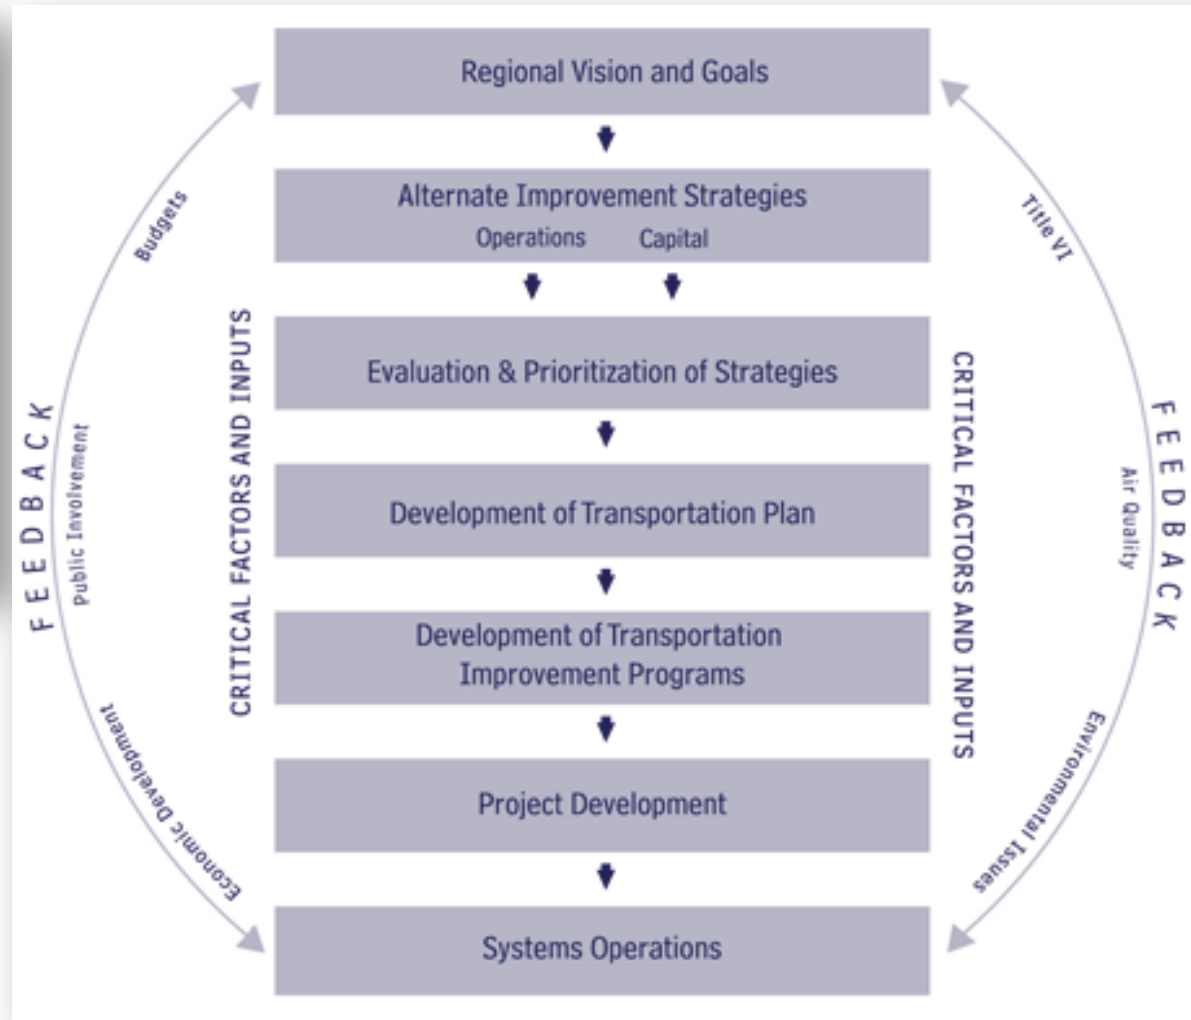 Regional Vision and Goals
Alternate Improvement Strategies
Operations Capital
Evaluation & Prioritization of Strategies
Development of Transportation Plan
Development of Transportation
Improvement Programs
Project Development
Systems Operations
FEEDBACK
Budgets
Public Involvement
Economic Development
CRITICAL FACTORS AND INPUTS
CRITICAL FACTORS AND INPUTS
Title VI
Air Quality
Environmental Issues
FEEDBACK